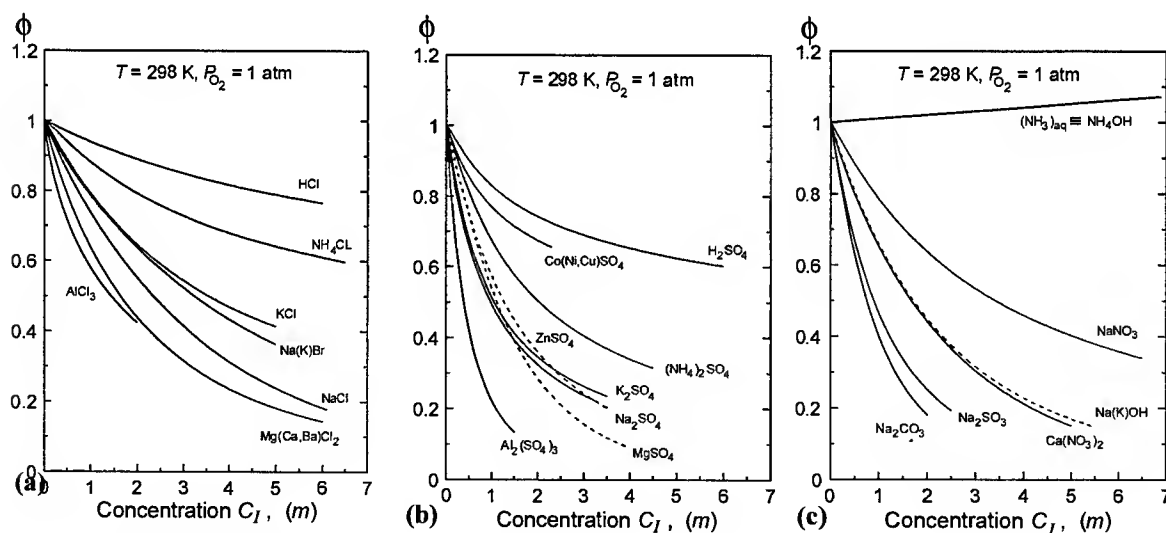 ϕ
1.2
1
0.8
0.6
0.4
0.2
0
T = 298 K, P_O₂ = 1 atm
HCl
NH₄CL
AlCl₃
KCl
Na(K)Br
NaCl
Mg(Ca,Ba)Cl₂
0 1 2 3 4 5 6 7
(a)
Concentration C_I , (m)
ϕ
1.2
1
0.8
0.6
0.4
0.2
0
T = 298 K, P_O₂ = 1 atm
H₂SO₄
Co(Ni,Cu)SO₄
ZnSO₄
(NH₄)₂SO₄
K₂SO₄
Na₂SO₄
Al₂(SO₄)₃
MgSO₄
0 1 2 3 4 5 6 7
(b)
Concentration C_I , (m)
ϕ
1.2
1
0.8
0.6
0.4
0.2
0
T = 298 K, P_O₂ = 1 atm
(NH₃)aq ≡ NH₄OH
NaNO₃
Na(K)OH
Na₂CO₃
Na₂SO₃
Ca(NO₃)₂
0 1 2 3 4 5 6 7
(c)
Concentration C_I , (m)